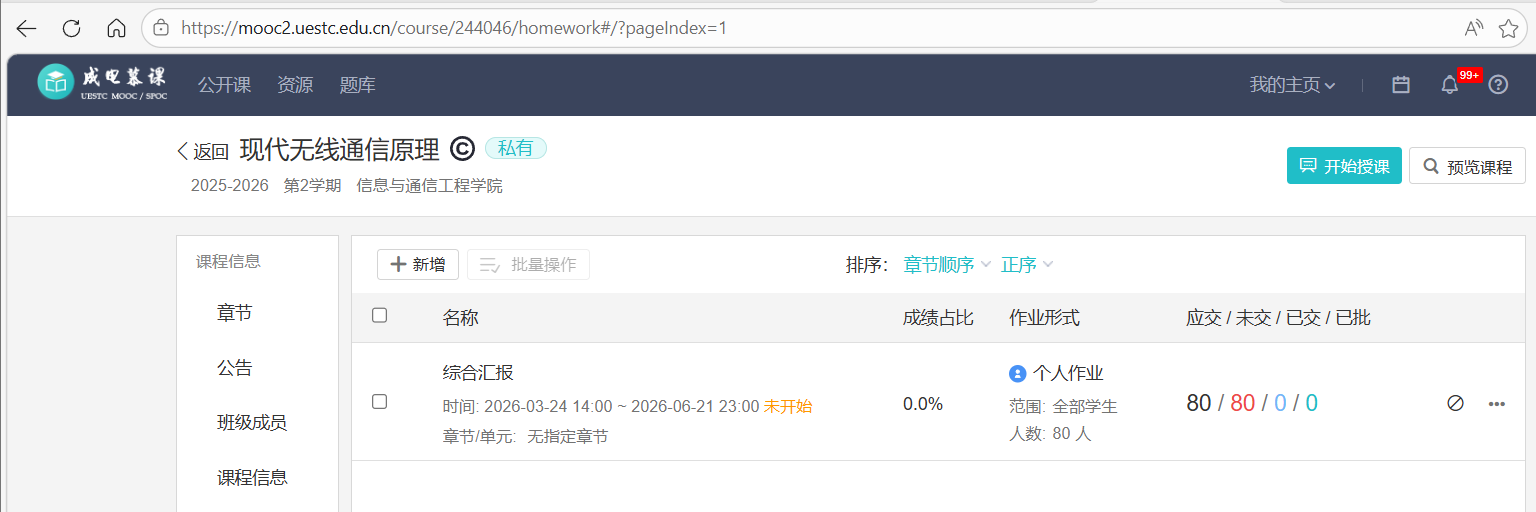 https://mooc2.uestc.edu.cn/course/244046/homework#/?pageIndex=1
成电慕课
UESTC MOOC / SPOC
公开课 资源 题库
我的主页
99+
返回 现代无线通信原理 © 私有
2025-2026 第2学期 信息与通信工程学院
开始授课 预览课程
课程信息
章节
公告
班级成员
课程信息
新增 批量操作 排序: 章节顺序 正序
名称 成绩占比 作业形式 应交 / 未交 / 已交 / 已批
综合汇报
时间: 2026-03-24 14:00 ~ 2026-06-21 23:00 未开始
章节/单元: 无指定章节
0.0%
个人作业
范围: 全部学生
人数: 80 人
80 / 80 / 0 / 0